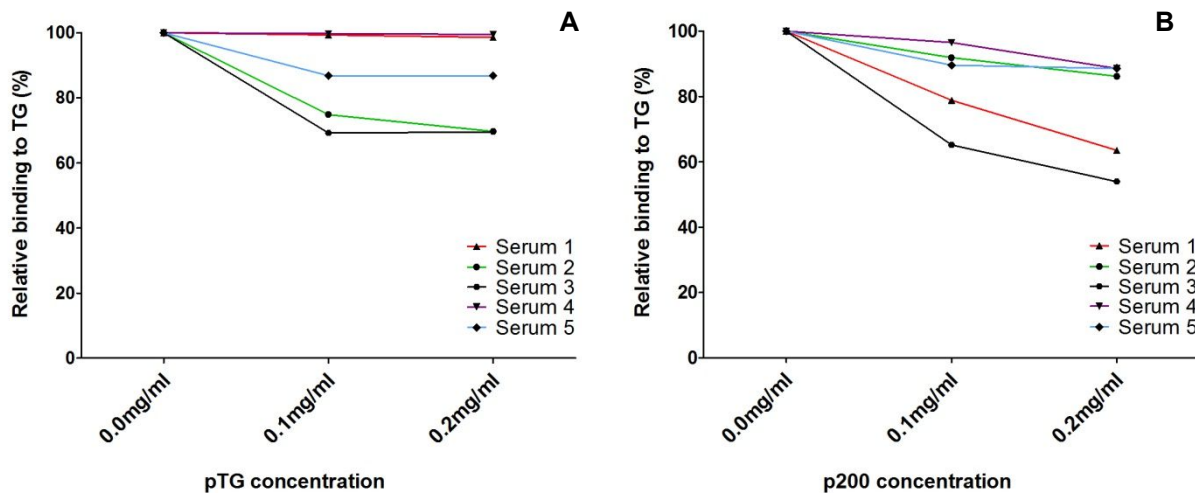 A
Relative binding to TG (%)
100
80
60
40
20
0
Serum 1
Serum 2
Serum 3
Serum 4
Serum 5
0.0mg/ml
0.1mg/ml
0.2mg/ml
pTG concentration
B
Relative binding to TG (%)
100
80
60
40
20
0
Serum 1
Serum 2
Serum 3
Serum 4
Serum 5
0.0mg/ml
0.1mg/ml
0.2mg/ml
p200 concentration